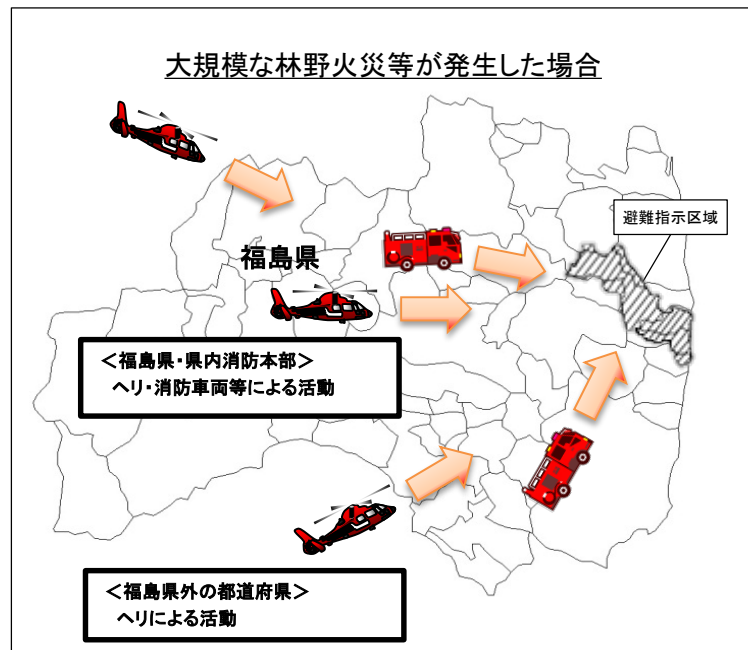 大規模な林野火災等が発生した場合
避難指示区域
福島県
＜福島県・県内消防本部＞
ヘリ・消防車両等による活動
＜福島県外の都道府県＞
ヘリによる活動